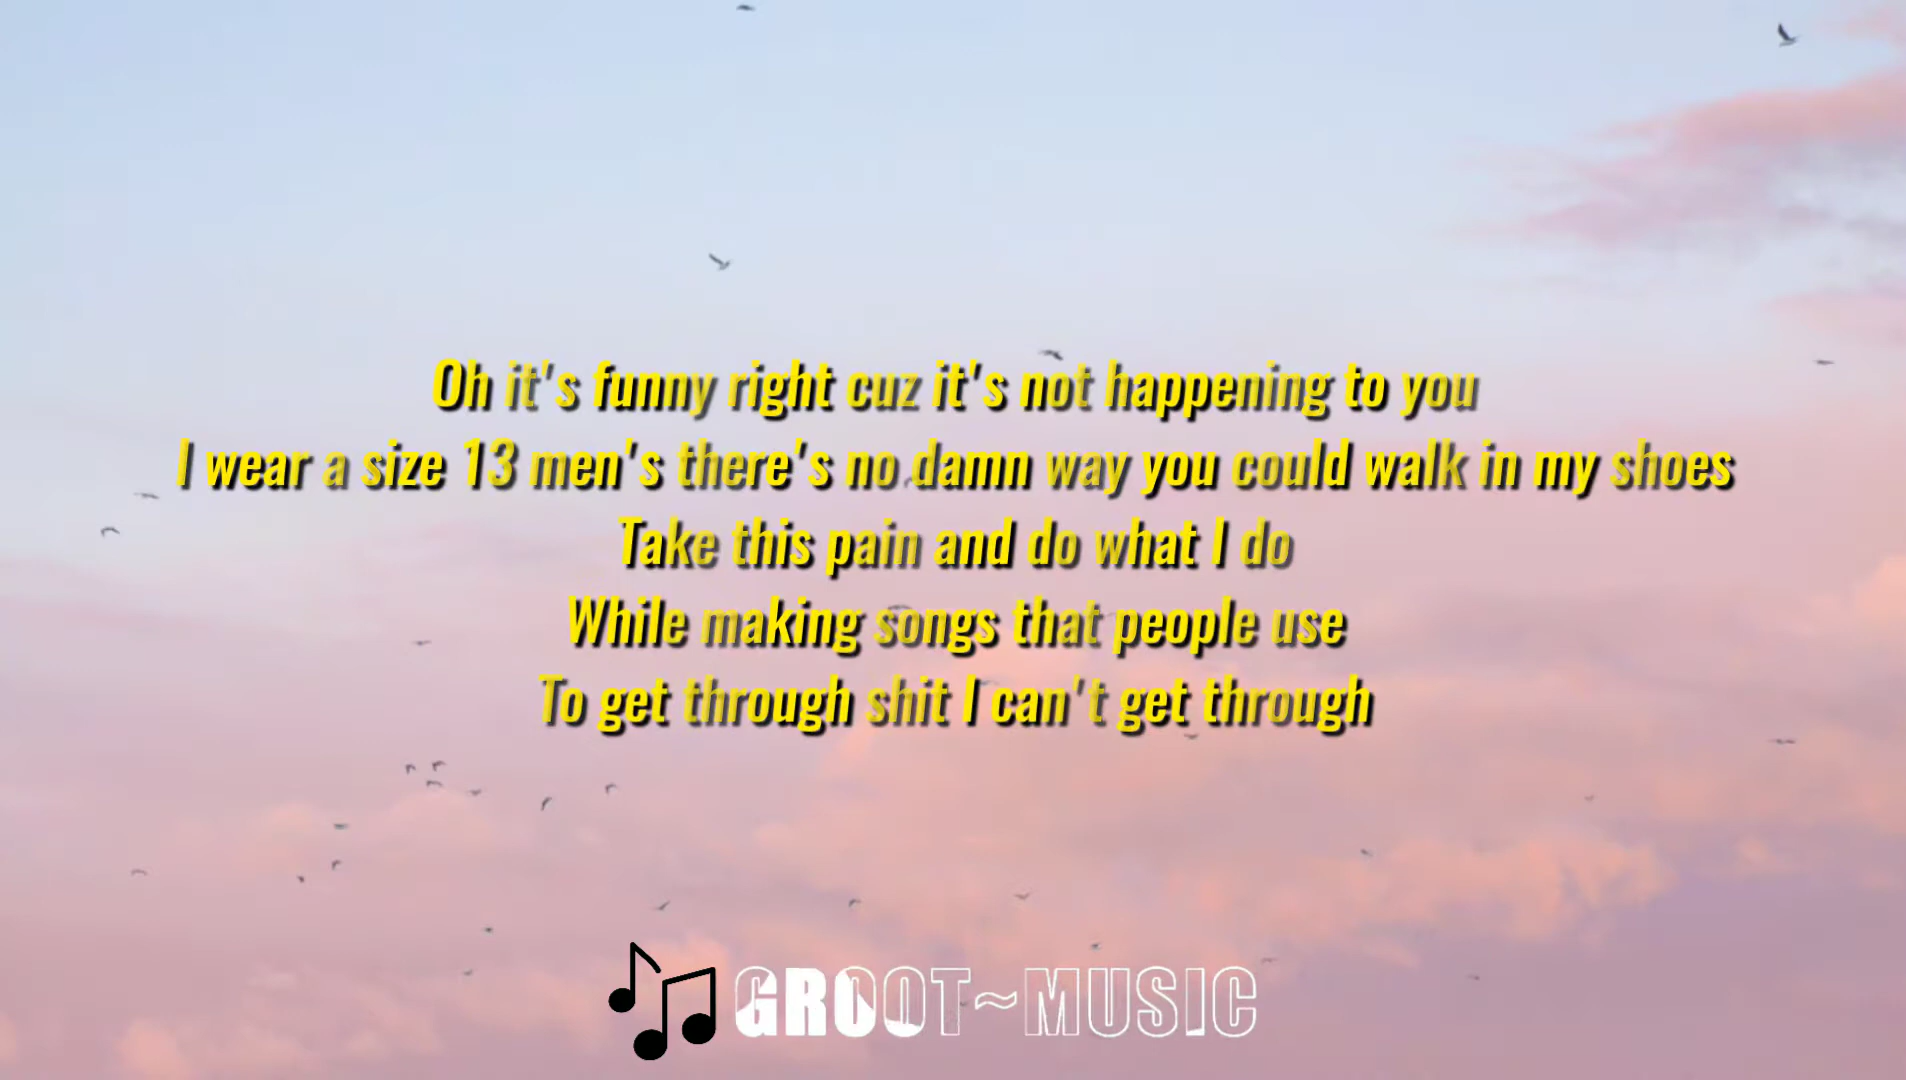 Oh it's funny right cuz it's not happening to you
I wear a size 13 men's there's no damn way you could walk in my shoes
Take this pain and do what I do
While making songs that people use
To get through shit I can't get through
GROOT~MUSIC